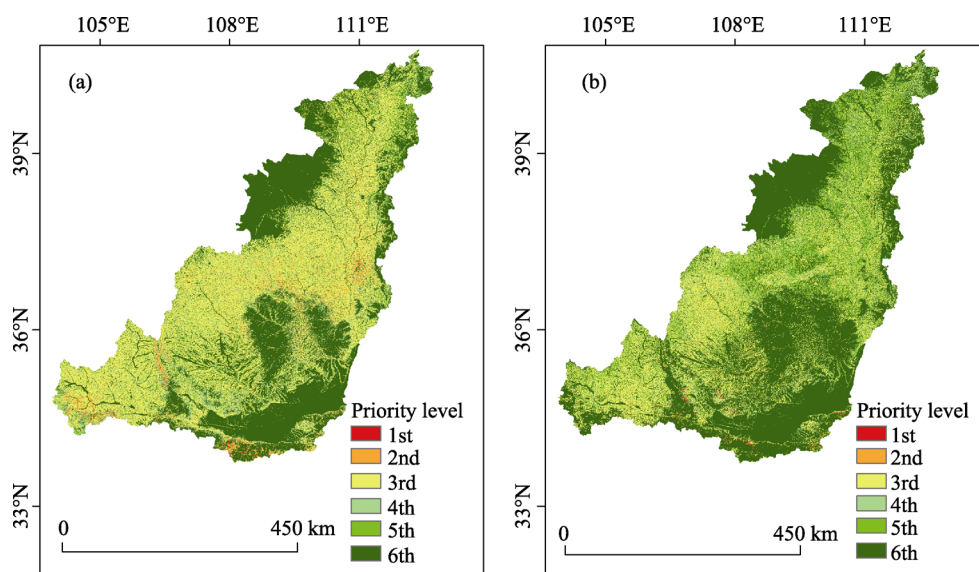 105°E 108°E 111°E 105°E 108°E 111°E
(a) (b)
39°N 39°N
36°N 36°N
33°N 33°N
Priority level Priority level
1st 1st
2nd 2nd
3rd 3rd
4th 4th
5th 5th
6th 6th
0 450 km 0 450 km